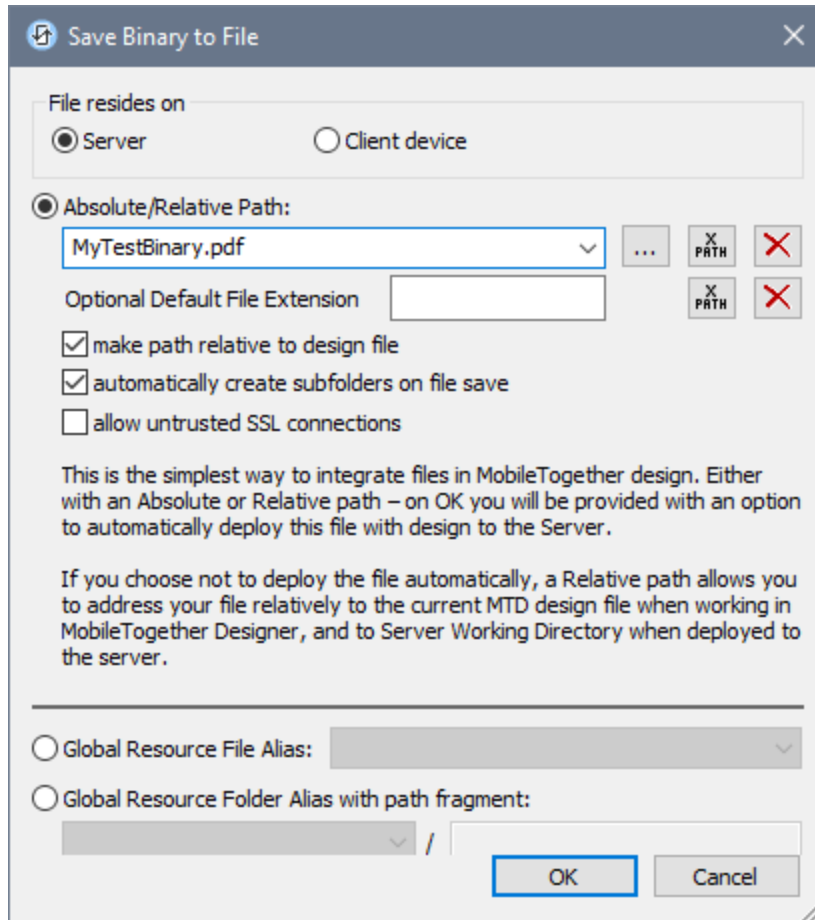 Save Binary to File
File resides on
Server Client device
Absolute/Relative Path:
MyTestBinary.pdf ... X PATH
Optional Default File Extension X PATH
make path relative to design file
automatically create subfolders on file save
allow untrusted SSL connections
This is the simplest way to integrate files in MobileTogether design. Either
with an Absolute or Relative path – on OK you will be provided with an option
to automatically deploy this file with design to the Server.
If you choose not to deploy the file automatically, a Relative path allows you
to address your file relatively to the current MTD design file when working in
MobileTogether Designer, and to Server Working Directory when deployed to
the server.
Global Resource File Alias:
Global Resource Folder Alias with path fragment:
/
OK Cancel